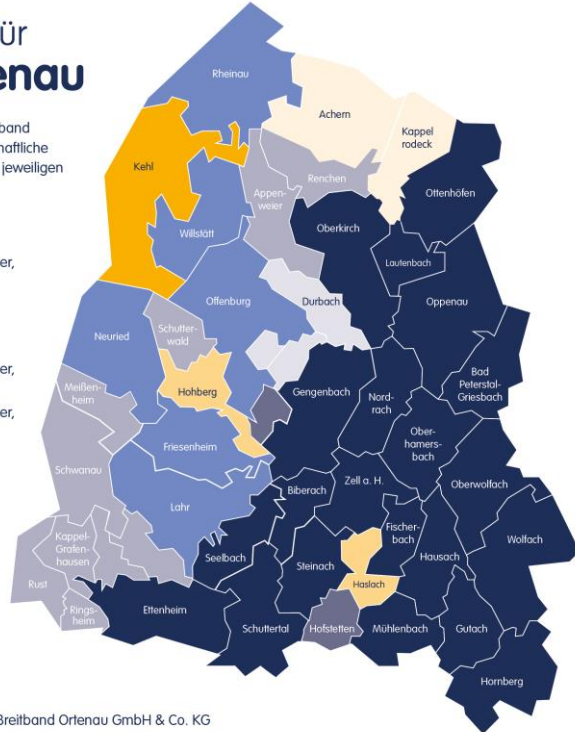 ür
enau
band
haftliche
jeweiligen
er,
er,
er,
Rheinau
Achern
Kappel
rodeck
Kehl
Renchen
Appen-
weier
Ottenhöfen
Willstätt
Oberkirch
Lautenbach
Offenburg
Durbach
Oppenau
Neuried
Schutter-
wald
Bad
Peterstal-
Griesbach
Meißen-
heim
Hohberg
Gengenbach
Nord-
rach
Ober-
hamers-
bach
Friesenheim
Schwanau
Biberach
Zell a. H.
Oberwolfach
Lahr
Fischer-
bach
Wolfach
Kappel-
Grafen-
hausen
Seelbach
Steinach
Hausach
Rust
Haslach
Rings-
heim
Ettenheim
Schuttertal
Hofstetten
Mühlenbach
Gutach
Hornberg
Breitband Ortenau GmbH & Co. KG